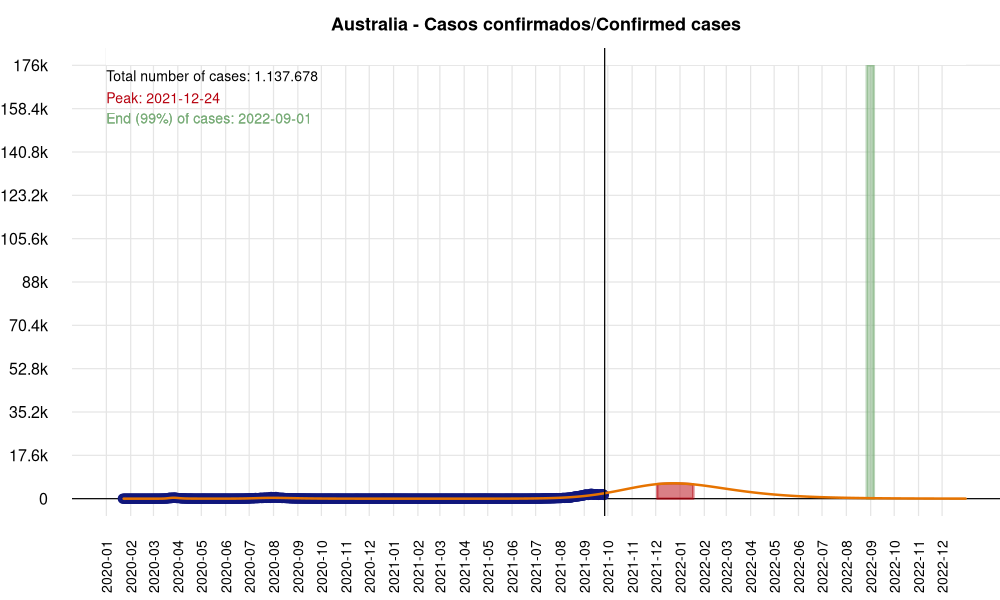 Australia - Casos confirmados/Confirmed cases
Total number of cases: 1.137.678
Peak: 2021-12-24
End (99%) of cases: 2022-09-01
176k
158.4k
140.8k
123.2k
105.6k
88k
70.4k
52.8k
35.2k
17.6k
0
2020-01
2020-02
2020-03
2020-04
2020-05
2020-06
2020-07
2020-08
2020-09
2020-10
2020-11
2020-12
2021-01
2021-02
2021-03
2021-04
2021-05
2021-06
2021-07
2021-08
2021-09
2021-10
2021-11
2021-12
2022-01
2022-02
2022-03
2022-04
2022-05
2022-06
2022-07
2022-08
2022-09
2022-10
2022-11
2022-12